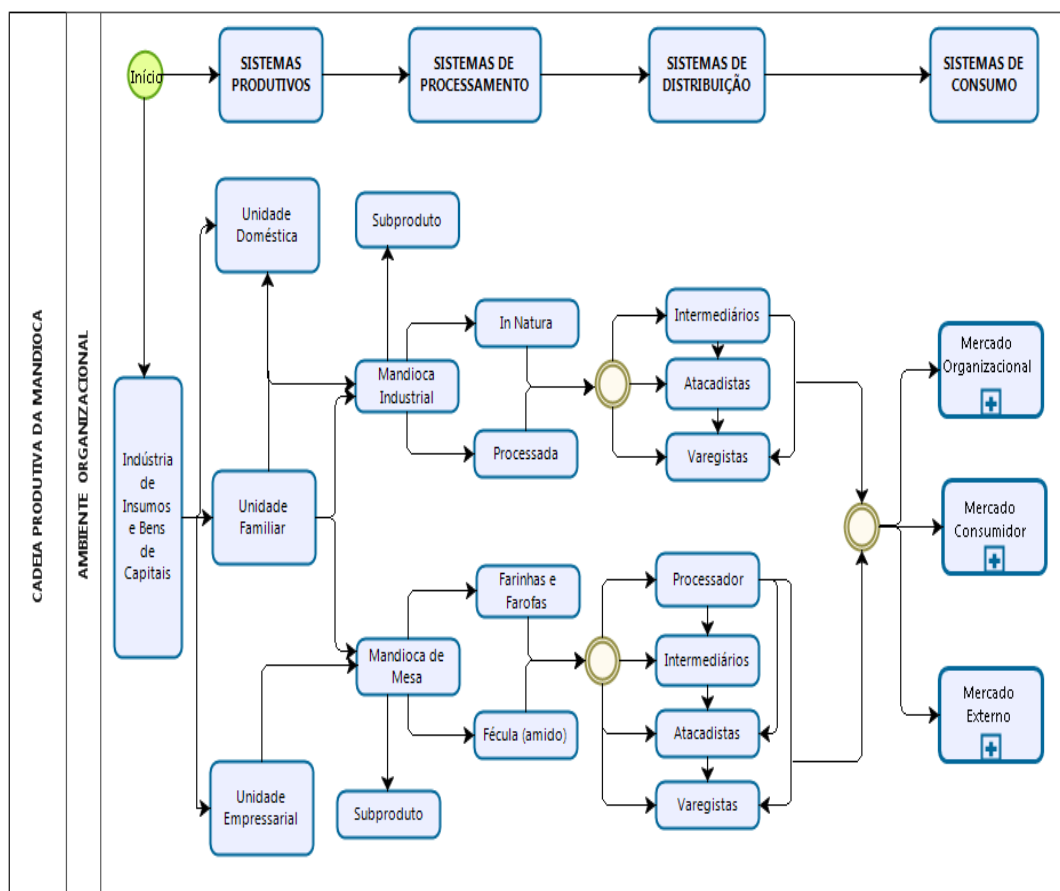 CADEIA PRODUTIVA DA MANDIOCA
AMBIENTE ORGANIZACIONAL
Início
SISTEMAS
PRODUTIVOS
SISTEMAS DE
PROCESSAMENTO
SISTEMAS DE
DISTRIBUIÇÃO
SISTEMAS DE
CONSUMO
Unidade
Doméstica
Subproduto
In Natura
Intermediários
Mandioca
Industrial
Atacadistas
Mercado
Organizacional
Processada
Varegistas
Indústria
de
Insumos
e Bens
de
Capitais
Unidade
Familiar
Mercado
Consumidor
Farinhas e
Farofas
Processador
Mandioca de
Mesa
Intermediários
Fécula (amido)
Atacadistas
Mercado
Externo
Unidade
Empresarial
Subproduto
Varegistas